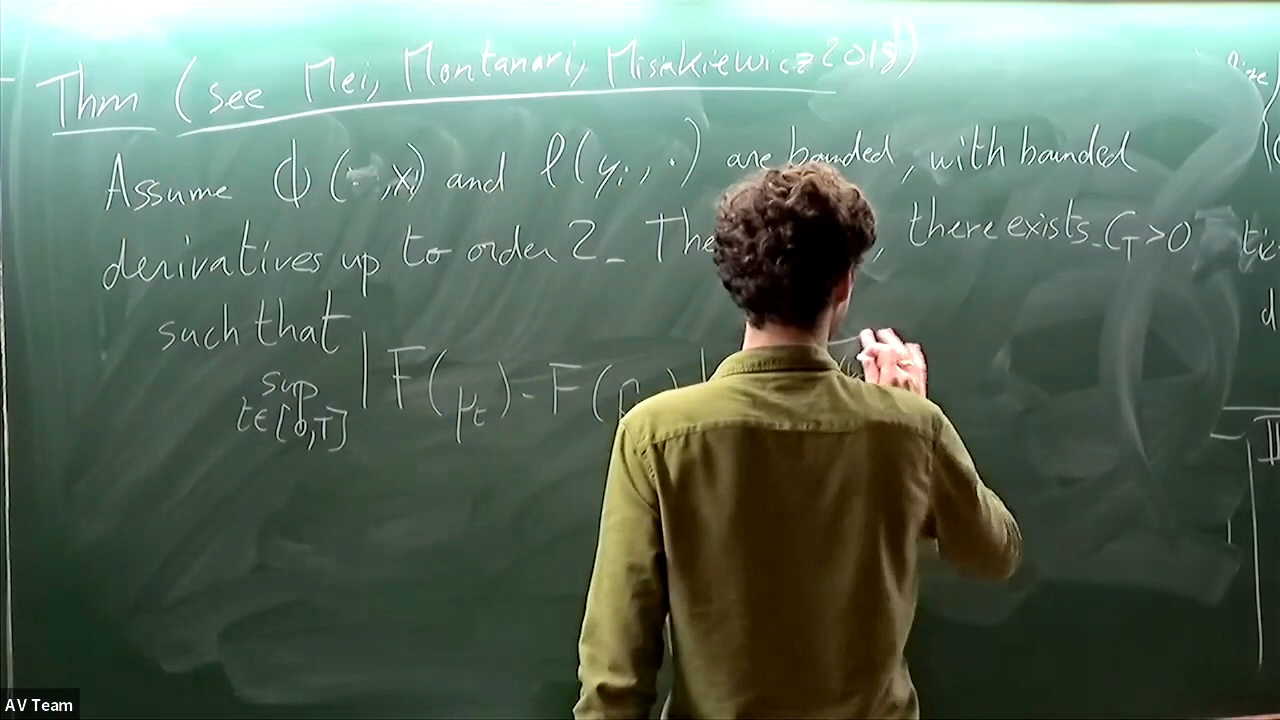 Thm (see Mei, Montanari, Misiakiewicz 2018)
Assume ϕ(·,x) and ℓ(yᵢ,·) are bounded, with bounded
derivatives up to order 2. The , there exists C_T>0
such that
sup |F(μ_t) - F(
t∈[0,T]
AV Team